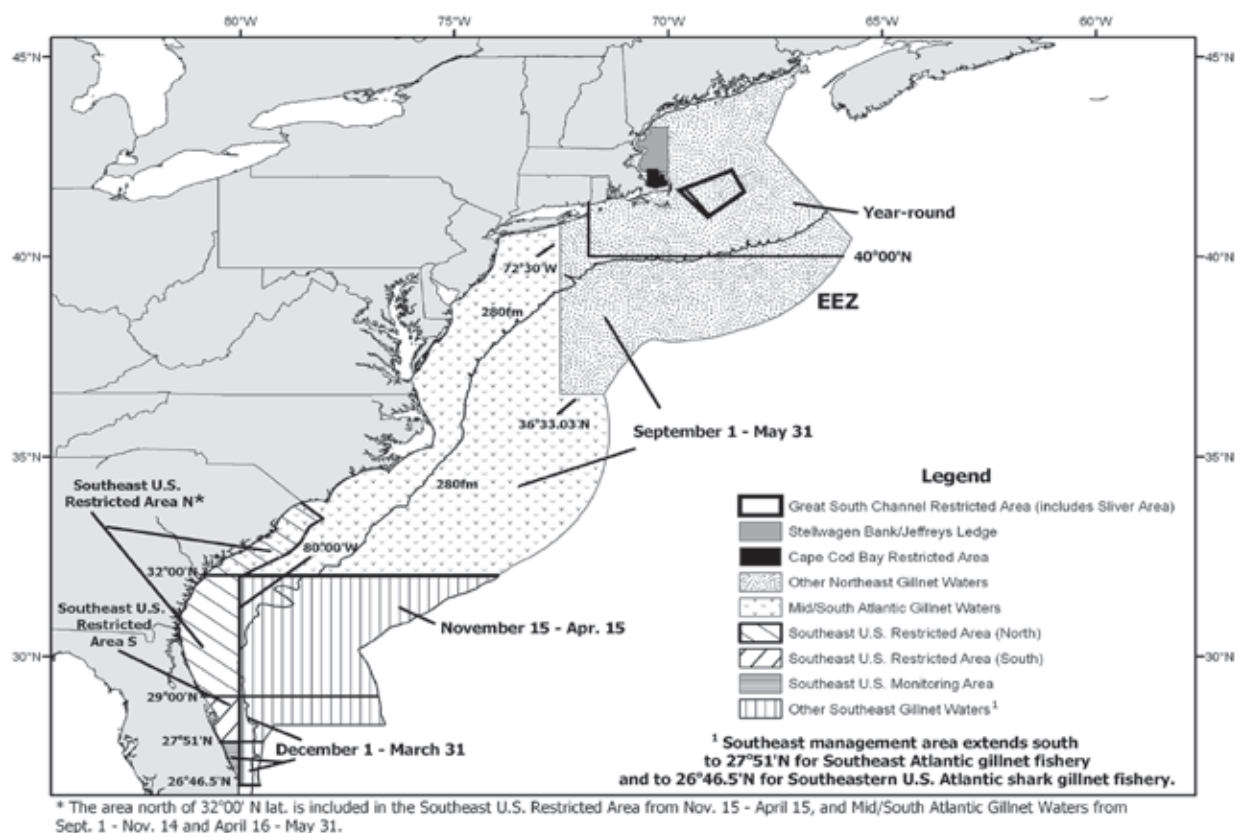 80°W 75°W 70°W 65°W 60°W
45°N 45°N
Year-round
40°N 40°00'N 40°N
72°30'W
EEZ
280fm
36°33.03'N
September 1 - May 31
35°N 35°N
280fm
Southeast U.S.
Restricted Area N*
80°00'W
32°00'N
Southeast U.S.
Restricted
Area S
November 15 - Apr. 15
30°N 30°N
29°00'N
27°51'N
December 1 - March 31
26°46.5'N
Legend
Great South Channel Restricted Area (includes Sliver Area)
Stellwagen Bank/Jeffreys Ledge
Cape Cod Bay Restricted Area
Other Northeast Gillnet Waters
Mid/South Atlantic Gillnet Waters
Southeast U.S. Restricted Area (North)
Southeast U.S. Restricted Area (South)
Southeast U.S. Monitoring Area
Other Southeast Gillnet Waters¹
¹ Southeast management area extends south
to 27°51'N for Southeast Atlantic gillnet fishery
and to 26°46.5'N for Southeastern U.S. Atlantic shark gillnet fishery.
* The area north of 32°00' N lat. is included in the Southeast U.S. Restricted Area from Nov. 15 - April 15, and Mid/South Atlantic Gillnet Waters from
Sept. 1 - Nov. 14 and April 16 - May 31.